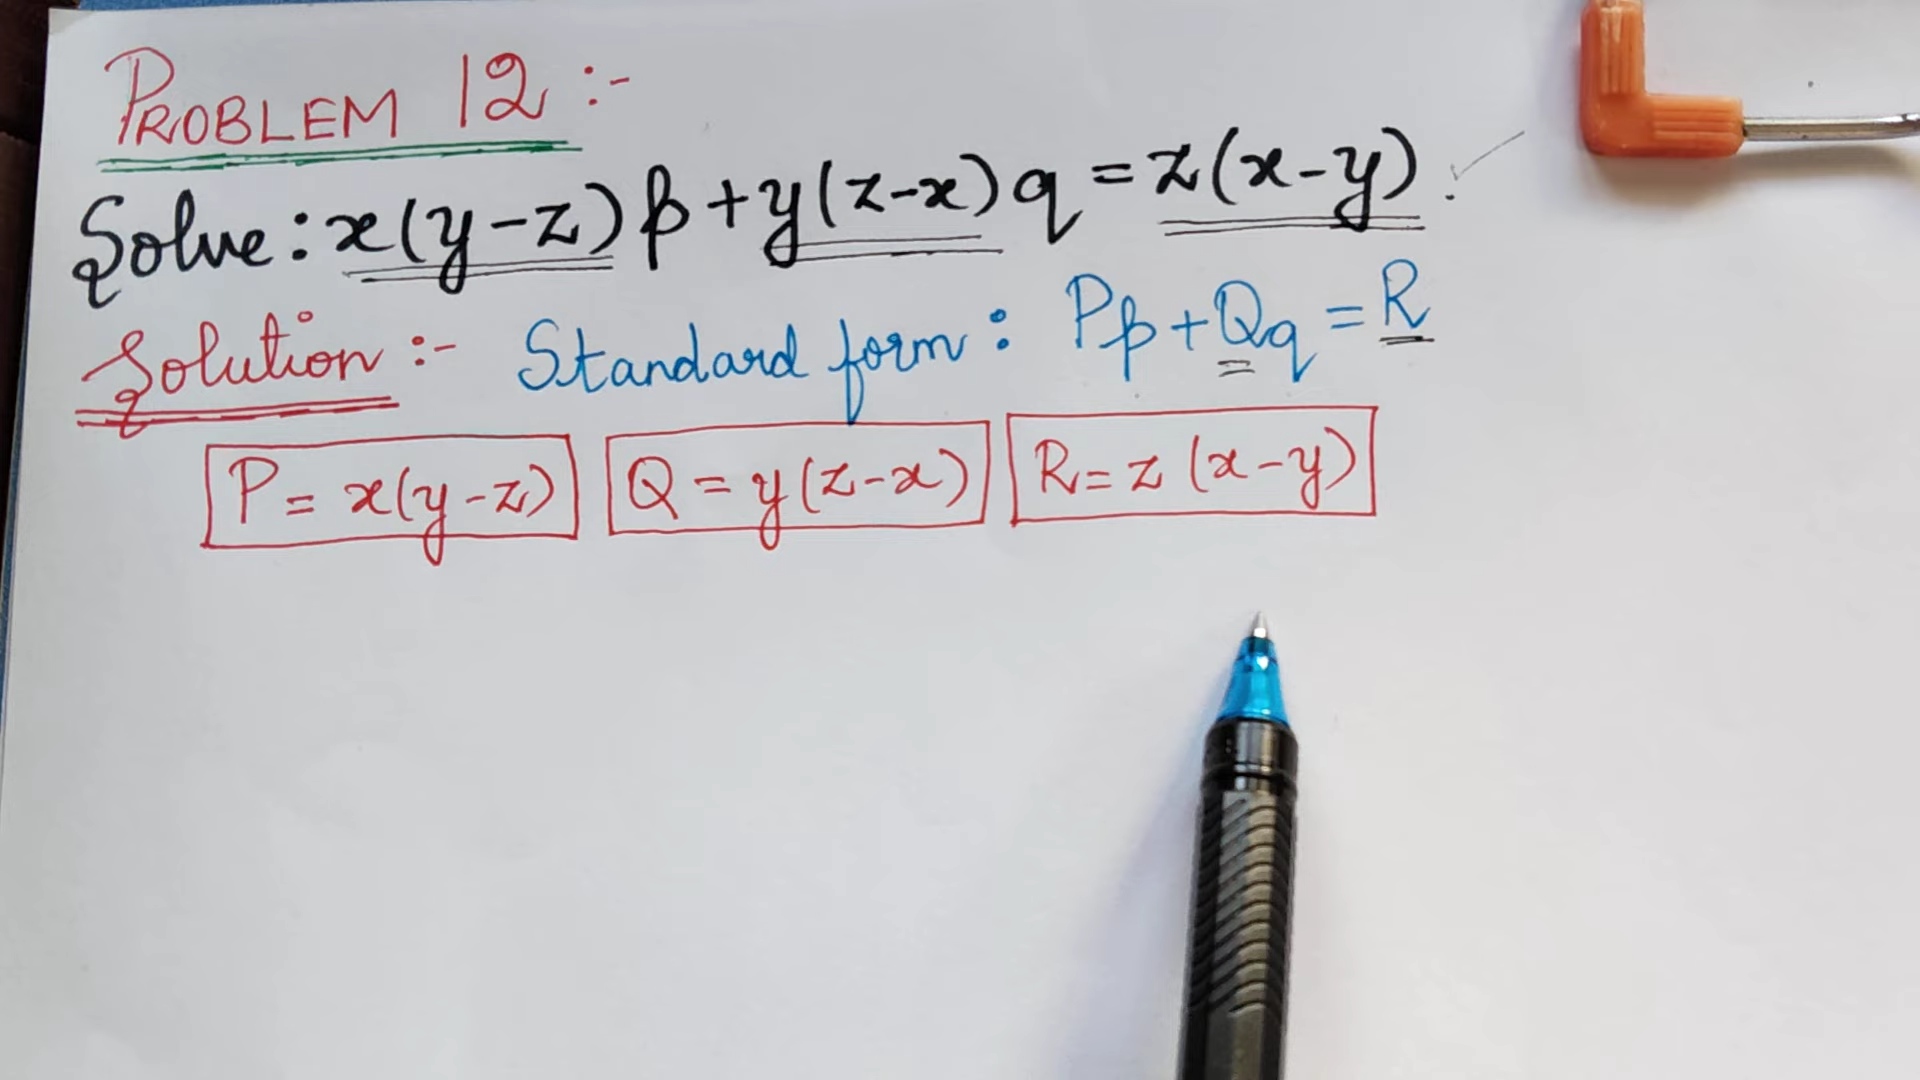 PROBLEM 12 :-
Solve: x(y-z)p+y(z-x)q=z(x-y).
Solution :- Standard form: Pp+Qq=R
P=x(y-z) Q=y(z-x) R=z(x-y)